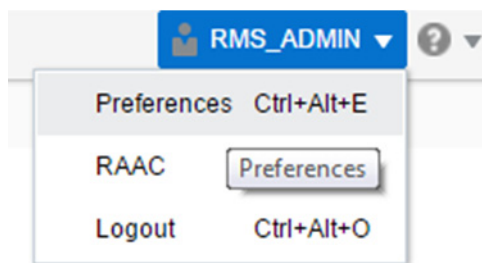 RMS_ADMIN
Preferences Ctrl+Alt+E
RAAC
Preferences
Logout Ctrl+Alt+O